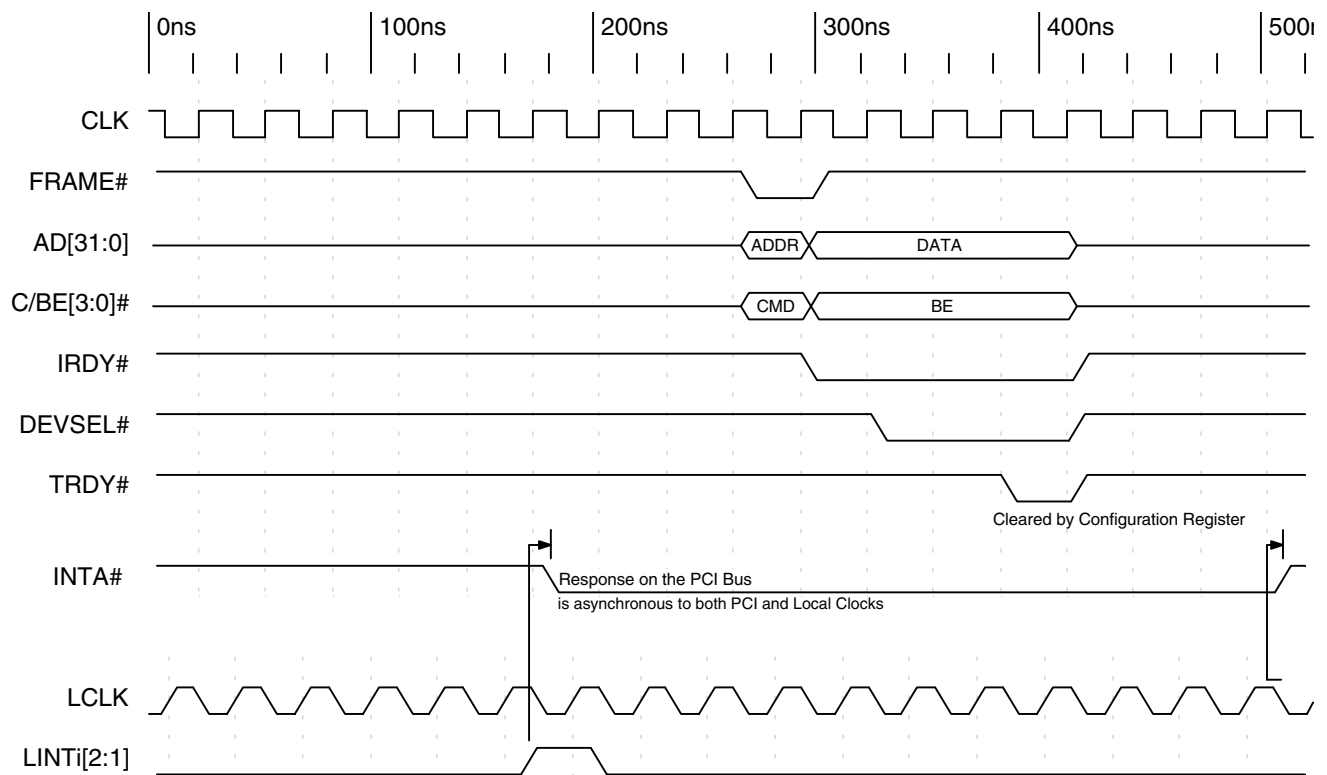 0ns 100ns 200ns 300ns 400ns 500
CLK
FRAME#
AD[31:0] ADDR DATA
C/BE[3:0]# CMD BE
IRDY#
DEVSEL#
TRDY#
Cleared by Configuration Register
INTA#
Response on the PCI Bus
is asynchronous to both PCI and Local Clocks
LCLK
LINTi[2:1]